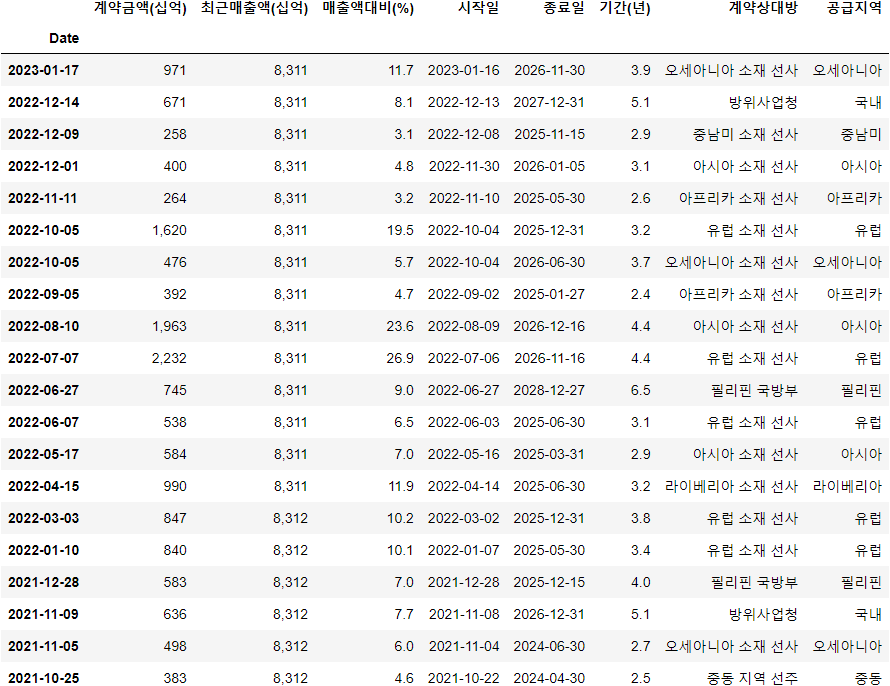 계약금액(십억) 최근매출액(십억) 매출액대비(%) 시작일 종료일 기간(년) 계약상대방 공급지역
Date
2023-01-17 971 8,311 11.7 2023-01-16 2026-11-30 3.9 오세아니아 소재 선사 오세아니아
2022-12-14 671 8,311 8.1 2022-12-13 2027-12-31 5.1 방위사업청 국내
2022-12-09 258 8,311 3.1 2022-12-08 2025-11-15 2.9 중남미 소재 선사 중남미
2022-12-01 400 8,311 4.8 2022-11-30 2026-01-05 3.1 아시아 소재 선사 아시아
2022-11-11 264 8,311 3.2 2022-11-10 2025-05-30 2.6 아프리카 소재 선사 아프리카
2022-10-05 1,620 8,311 19.5 2022-10-04 2025-12-31 3.2 유럽 소재 선사 유럽
2022-10-05 476 8,311 5.7 2022-10-04 2026-06-30 3.7 오세아니아 소재 선사 오세아니아
2022-09-05 392 8,311 4.7 2022-09-02 2025-01-27 2.4 아프리카 소재 선사 아프리카
2022-08-10 1,963 8,311 23.6 2022-08-09 2026-12-16 4.4 아시아 소재 선사 아시아
2022-07-07 2,232 8,311 26.9 2022-07-06 2026-11-16 4.4 유럽 소재 선사 유럽
2022-06-27 745 8,311 9.0 2022-06-27 2028-12-27 6.5 필리핀 국방부 필리핀
2022-06-07 538 8,311 6.5 2022-06-03 2025-06-30 3.1 유럽 소재 선사 유럽
2022-05-17 584 8,311 7.0 2022-05-16 2025-03-31 2.9 아시아 소재 선사 아시아
2022-04-15 990 8,311 11.9 2022-04-14 2025-06-30 3.2 라이베리아 소재 선사 라이베리아
2022-03-03 847 8,312 10.2 2022-03-02 2025-12-31 3.8 유럽 소재 선사 유럽
2022-01-10 840 8,312 10.1 2022-01-07 2025-05-30 3.4 유럽 소재 선사 유럽
2021-12-28 583 8,312 7.0 2021-12-28 2025-12-15 4.0 필리핀 국방부 필리핀
2021-11-09 636 8,312 7.7 2021-11-08 2026-12-31 5.1 방위사업청 국내
2021-11-05 498 8,312 6.0 2021-11-04 2024-06-30 2.7 오세아니아 소재 선사 오세아니아
2021-10-25 383 8,312 4.6 2021-10-22 2024-04-30 2.5 중동 지역 선주 중동